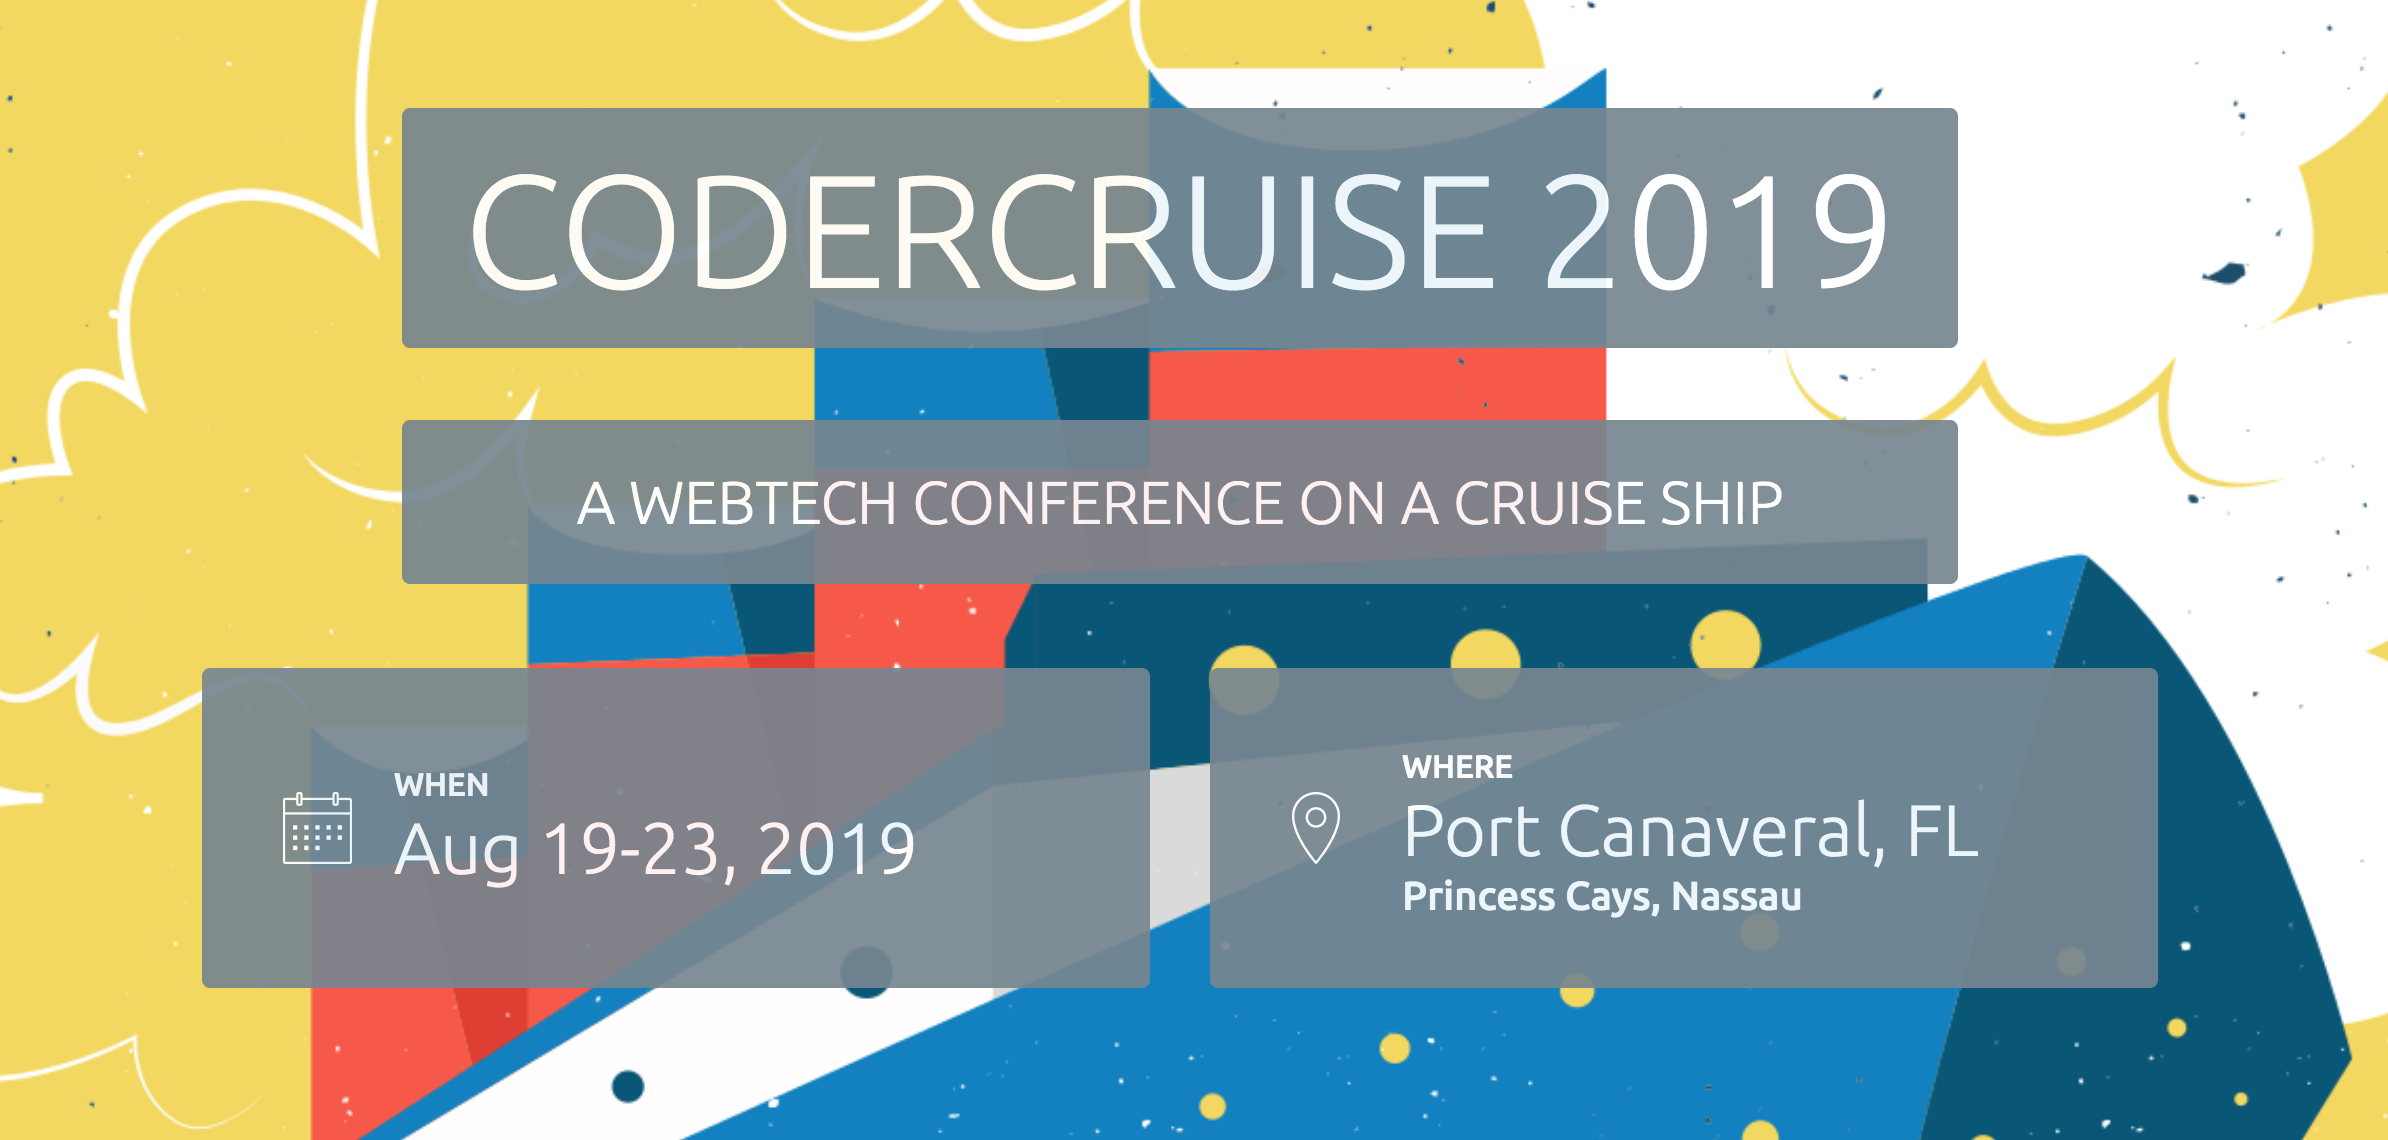 CODERCRUISE 2019
A WEBTECH CONFERENCE ON A CRUISE SHIP
WHEN
Aug 19-23, 2019
WHERE
Port Canaveral, FL
Princess Cays, Nassau